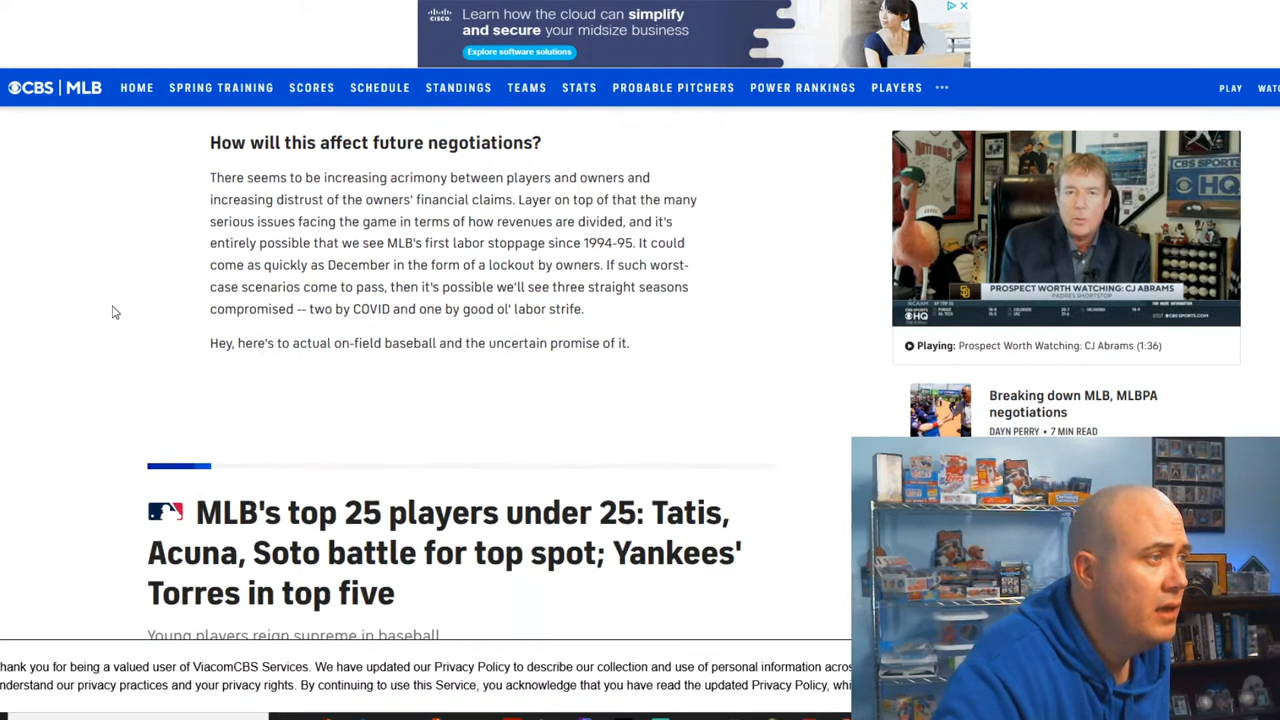 Learn how the cloud can simplify
and secure your midsize business
Explore software solutions
CISCO
CBS | MLB
HOME
SPRING TRAINING
SCORES
SCHEDULE
STANDINGS
TEAMS
STATS
PROBABLE PITCHERS
POWER RANKINGS
PLAYERS
PLAY
WATC
How will this affect future negotiations?
There seems to be increasing acrimony between players and owners and
increasing distrust of the owners' financial claims. Layer on top of that the many
serious issues facing the game in terms of how revenues are divided, and it's
entirely possible that we see MLB's first labor stoppage since 1994-95. It could
come as quickly as December in the form of a lockout by owners. If such worst-
case scenarios come to pass, then it's possible we'll see three straight seasons
compromised -- two by COVID and one by good ol' labor strife.
Hey, here's to actual on-field baseball and the uncertain promise of it.
CBS SPORTS
HQ
PROSPECT WORTH WATCHING: CJ ABRAMS
PADRES SHORTSTOP
HQ
Playing: Prospect Worth Watching: CJ Abrams (1:36)
Breaking down MLB, MLBPA
negotiations
DAYN PERRY • 7 MIN READ
MLB's top 25 players under 25: Tatis,
Acuna, Soto battle for top spot; Yankees'
Torres in top five
Young players reign supreme in baseball
hank you for being a valued user of ViacomCBS Services. We have updated our Privacy Policy to describe our collection and use of personal information acros
nderstand our privacy practices and your privacy rights. By continuing to use this Service, you acknowledge that you have read the updated Privacy Policy, whi